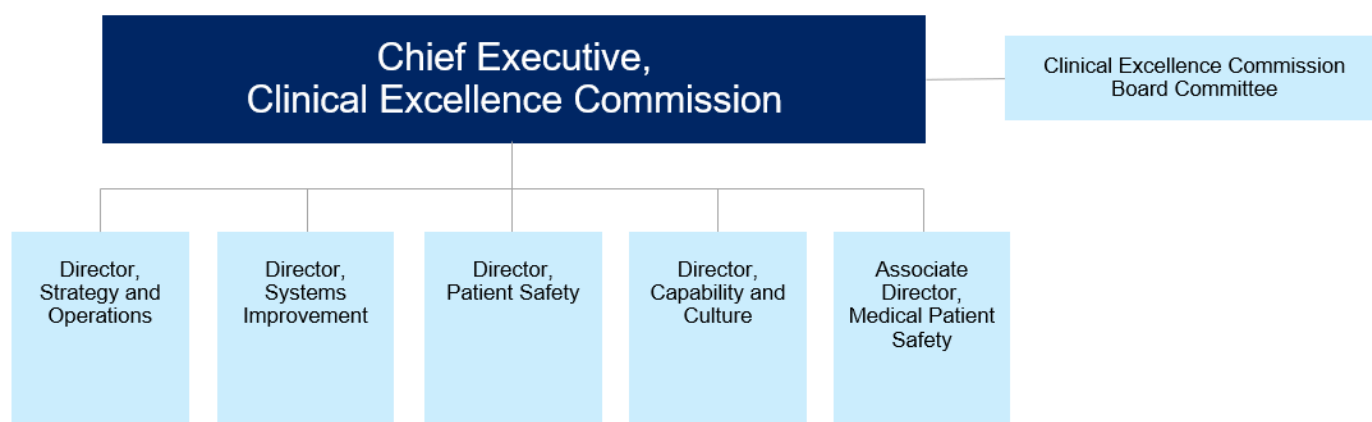 Chief Executive,
Clinical Excellence Commission
Clinical Excellence Commission
Board Committee
Director,
Strategy and
Operations
Director,
Systems
Improvement
Director,
Patient Safety
Director,
Capability and
Culture
Associate
Director,
Medical Patient
Safety